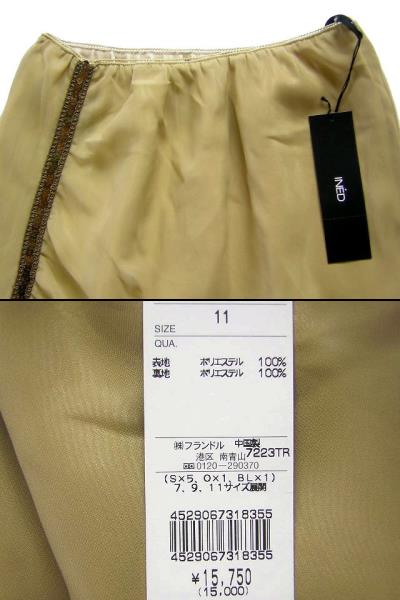 INÉD
SIZE 11
QUA.
表地 ポリエステル 100%
裏地 ポリエステル 100%
㈱フランドル 中国製
港区 南青山 7223TR
☎0120-290370
(S×5, O×1, BL×1)
7、9、11サイズ展開
4529067318355
4529067318355
¥15,750
(15,000)